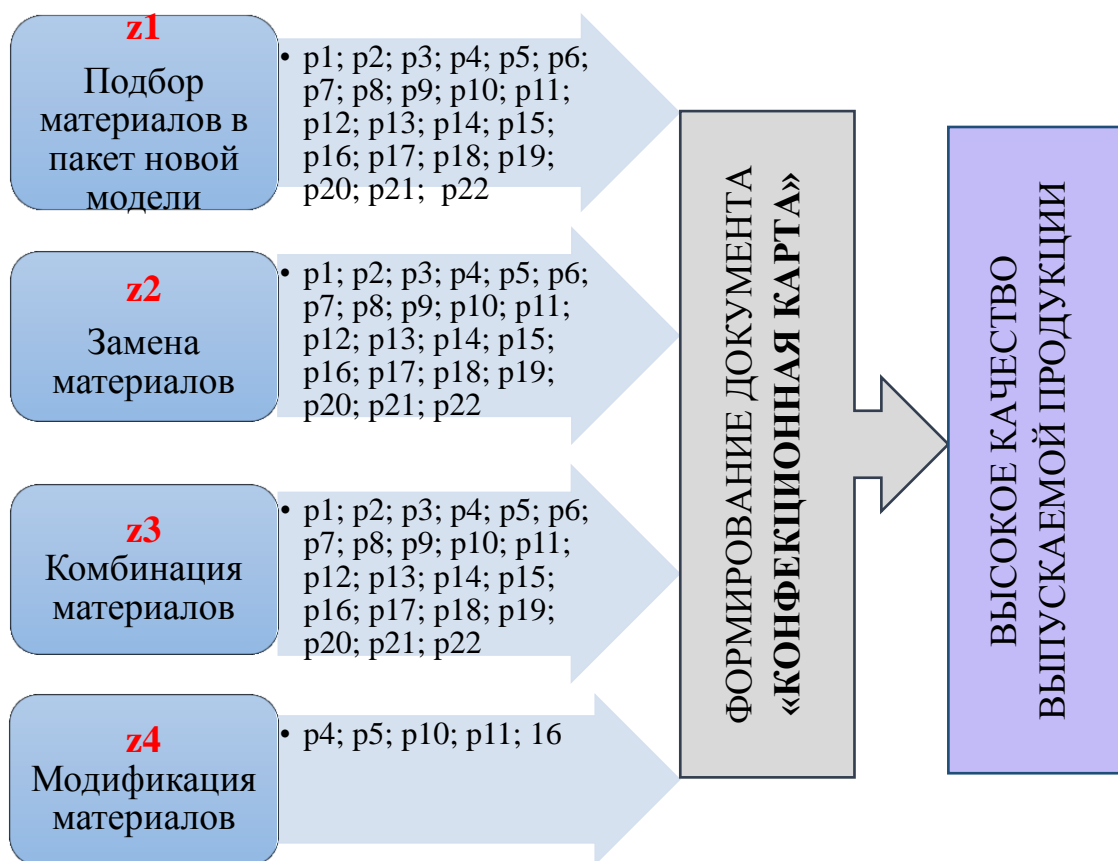 z1
Подбор
материалов в
пакет новой
модели
• p1; p2; p3; p4; p5; p6;
p7; p8; p9; p10; p11;
p12; p13; p14; p15;
p16; p17; p18; p19;
p20; p21; p22
z2
Замена
материалов
• p1; p2; p3; p4; p5; p6;
p7; p8; p9; p10; p11;
p12; p13; p14; p15;
p16; p17; p18; p19;
p20; p21; p22
z3
Комбинация
материалов
• p1; p2; p3; p4; p5; p6;
p7; p8; p9; p10; p11;
p12; p13; p14; p15;
p16; p17; p18; p19;
p20; p21; p22
z4
Модификация
материалов
• p4; p5; p10; p11; 16
ФОРМИРОВАНИЕ ДОКУМЕНТА
«КОНФЕКЦИОННАЯ КАРТА»
ВЫСОКОЕ КАЧЕСТВО
ВЫПУСКАЕМОЙ ПРОДУКЦИИ